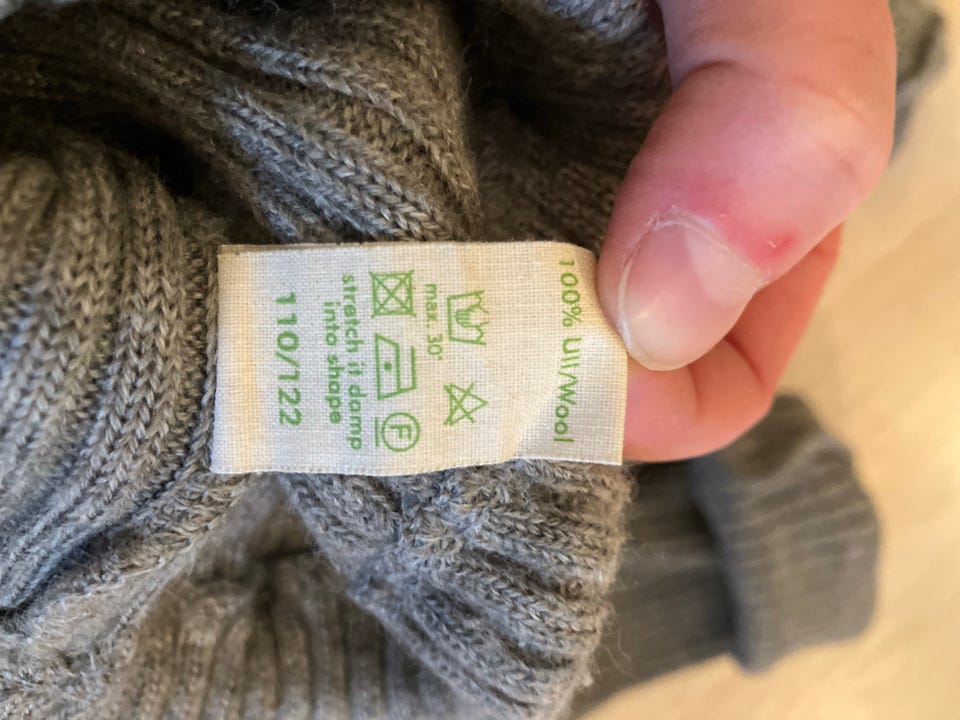 100% Ull/Wool
max. 30°
F
stretch it damp
into shape
110/122